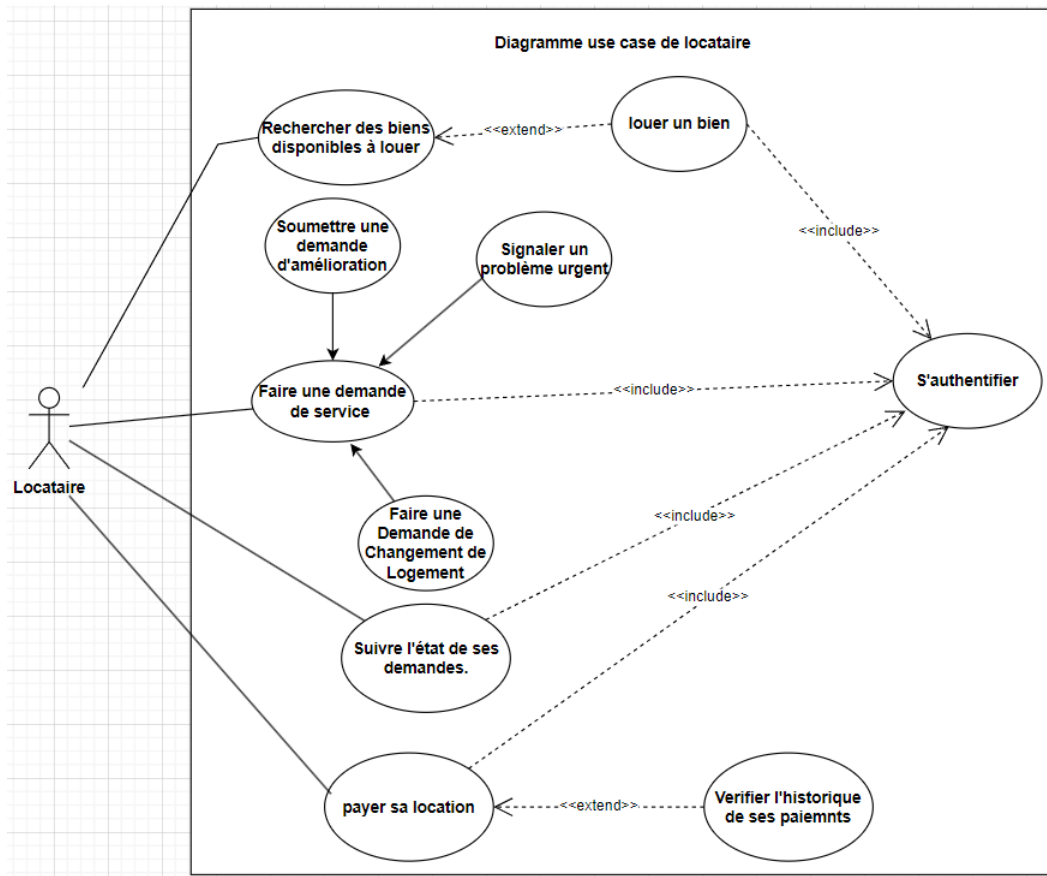 Diagramme use case de locataire
Rechercher des biens
disponibles à louer
<<extend>>
louer un bien
<<include>>
Soumettre une
demande
d'amélioration
Signaler un
problème urgent
S'authentifier
Faire une demande
de service
<<include>>
Locataire
Faire une
Demande de
Changement de
Logement
<<include>>
<<include>>
Suivre l'état de ses
demandes.
payer sa location
<<extend>>
Verifier l'historique
de ses paiemnts